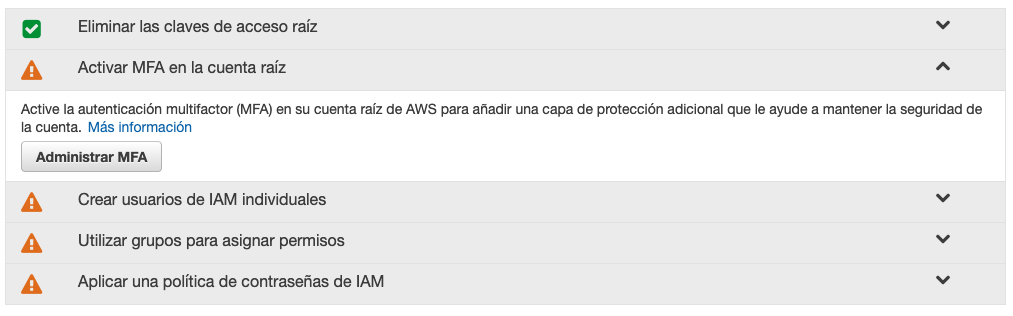 Eliminar las claves de acceso raíz
Activar MFA en la cuenta raíz
Active la autenticación multifactor (MFA) en su cuenta raíz de AWS para añadir una capa de protección adicional que le ayude a mantener la seguridad de
la cuenta. Más información
Administrar MFA
Crear usuarios de IAM individuales
Utilizar grupos para asignar permisos
Aplicar una política de contraseñas de IAM